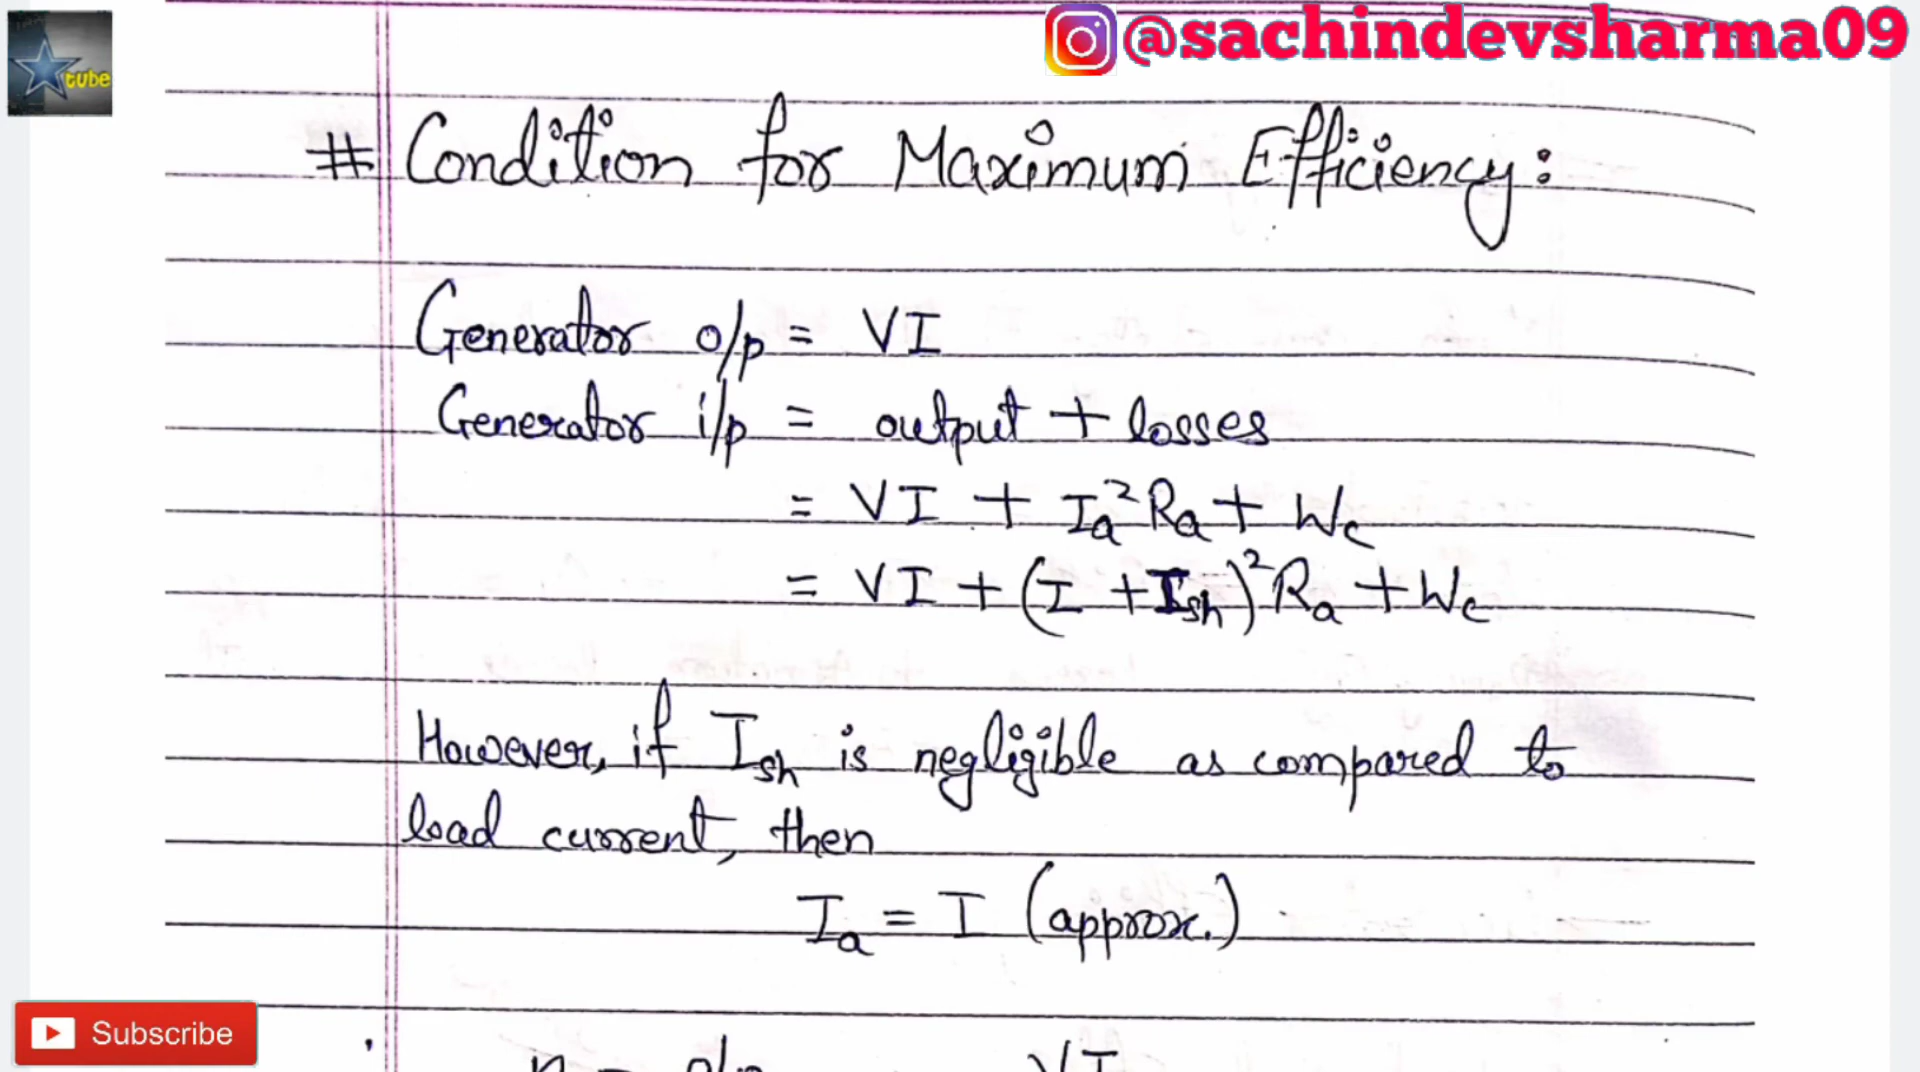 @sachindevsharma09
tube
# Condition for Maximum Efficiency:
Generator o/p = VI
Generator i/p = output + losses
= VI + Ia²Ra + Wc
= VI + (I + Ish)²Ra + Wc
However, if Ish is negligible as compared to
load current, then
Ia = I (approx.)
Subscribe
η = o/p = VI